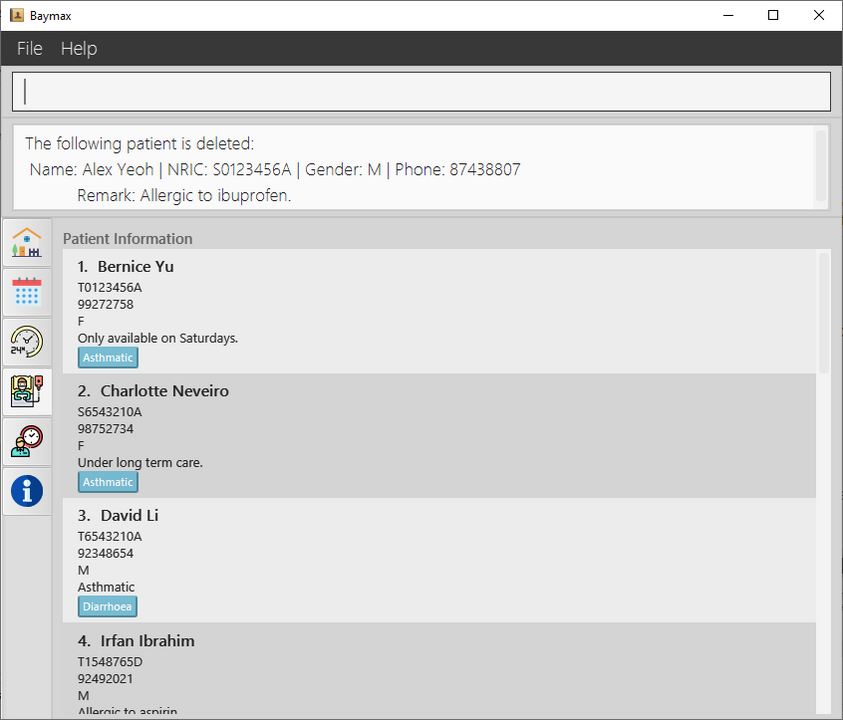 Baymax
File Help
The following patient is deleted:
Name: Alex Yeoh | NRIC: S0123456A | Gender: M | Phone: 87438807
Remark: Allergic to ibuprofen.
Patient Information
1. Bernice Yu
T0123456A
99272758
F
Only available on Saturdays.
Asthmatic
2. Charlotte Neveiro
S6543210A
98752734
F
Under long term care.
Asthmatic
3. David Li
T6543210A
92348654
M
Asthmatic
Diarrhoea
4. Irfan Ibrahim
T1548765D
92492021
M
Allergic to aspirin
24H